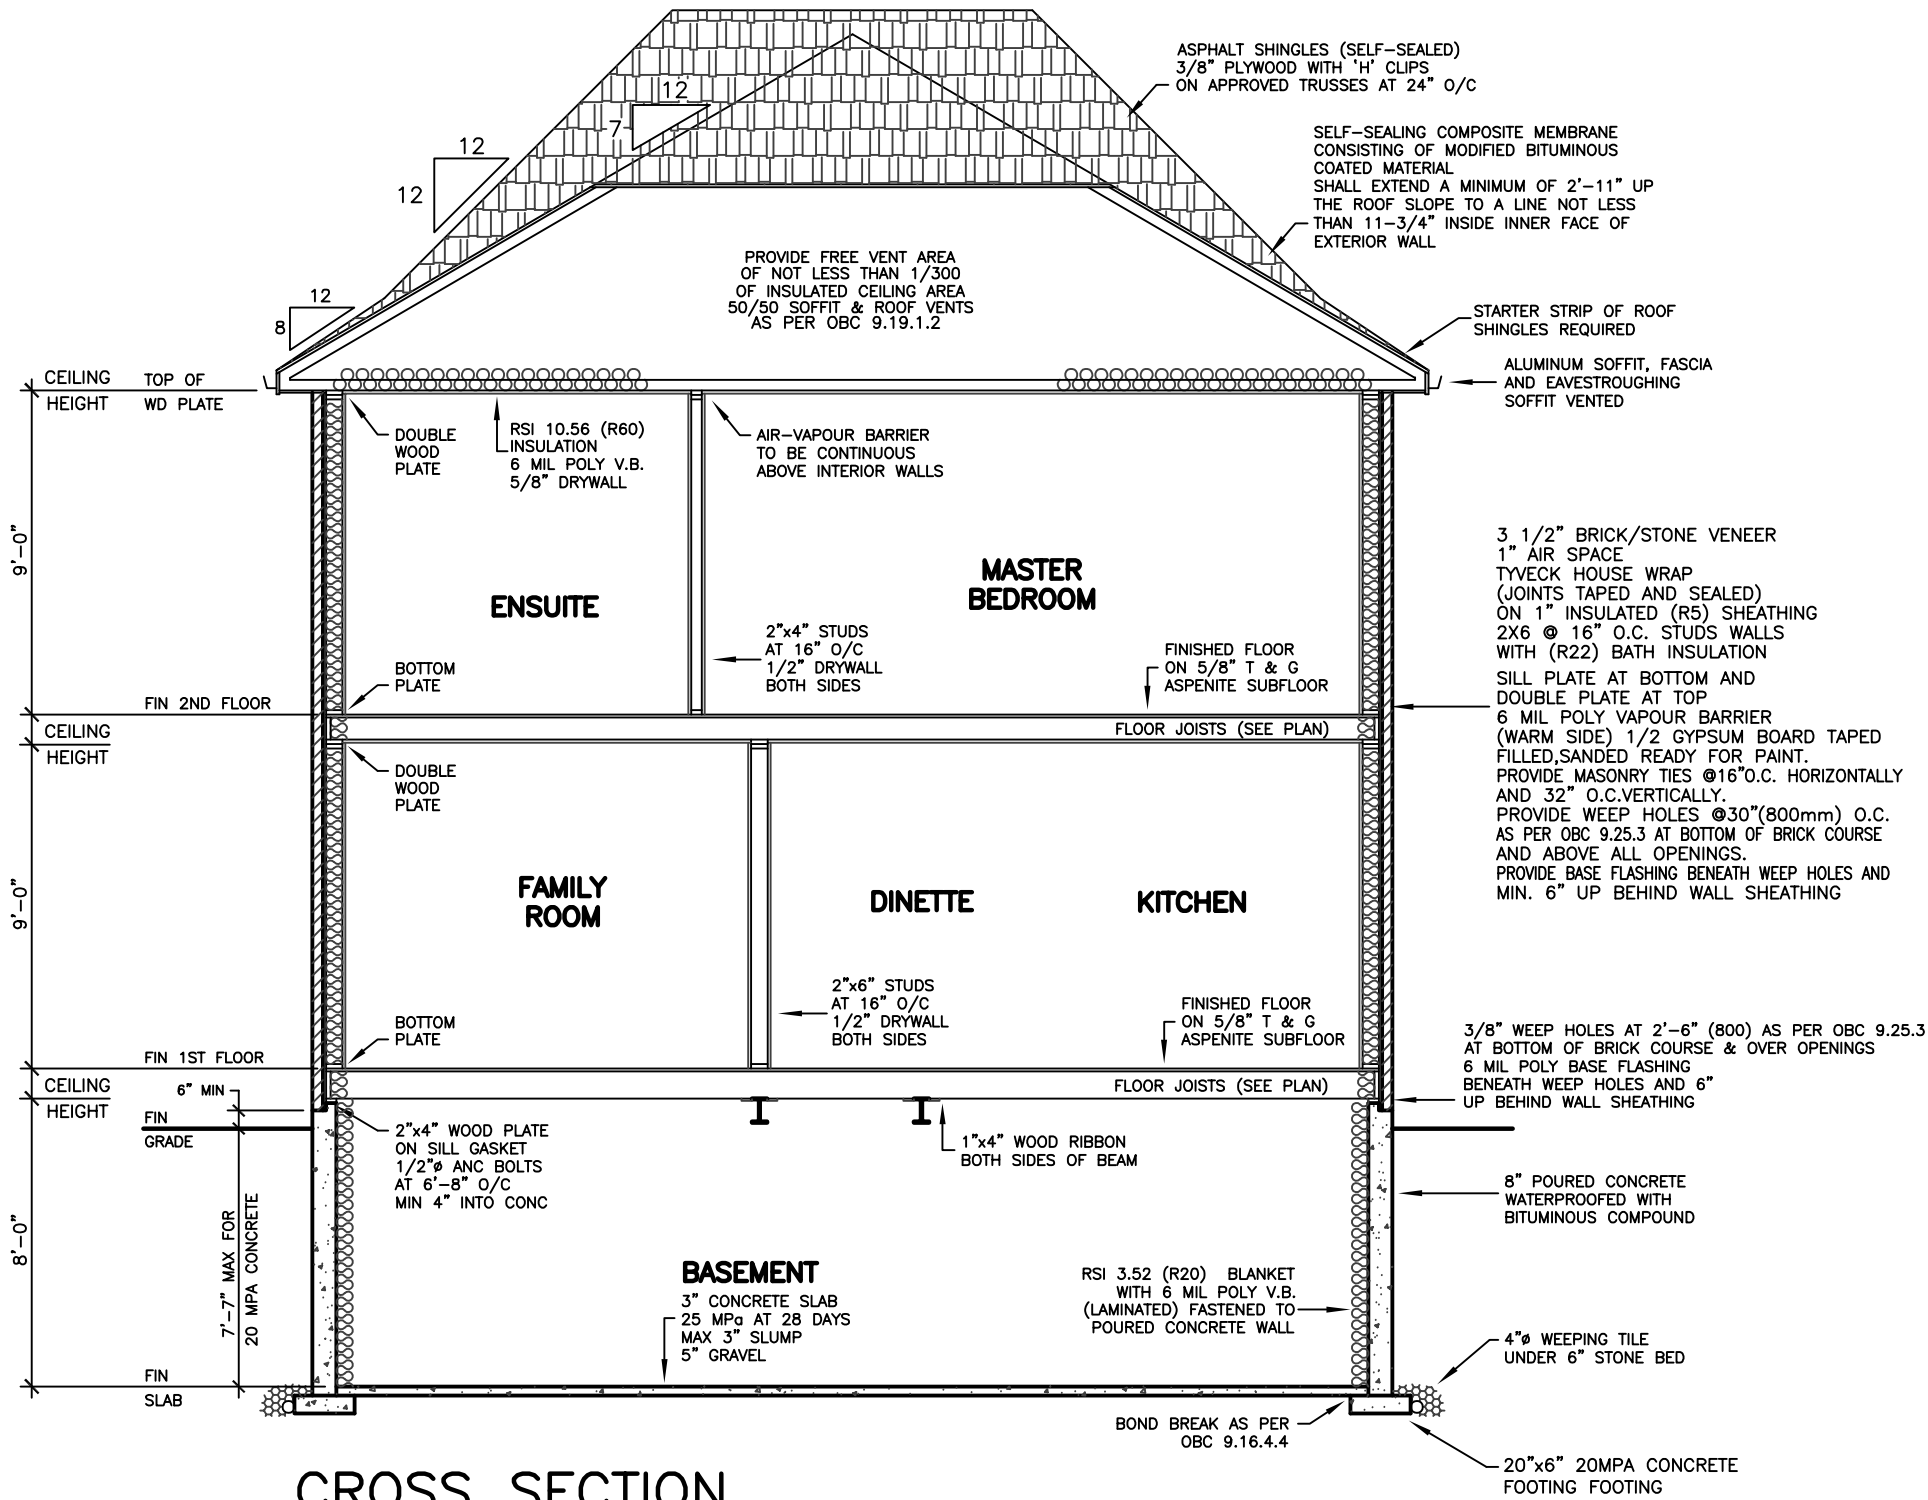 ASPHALT SHINGLES (SELF-SEALED)
3/8" PLYWOOD WITH 'H' CLIPS
ON APPROVED TRUSSES AT 24" O/C
12
7
12
12
SELF-SEALING COMPOSITE MEMBRANE
CONSISTING OF MODIFIED BITUMINOUS
COATED MATERIAL
SHALL EXTEND A MINIMUM OF 2'-11" UP
THE ROOF SLOPE TO A LINE NOT LESS
THAN 11-3/4" INSIDE INNER FACE OF
EXTERIOR WALL
PROVIDE FREE VENT AREA
OF NOT LESS THAN 1/300
OF INSULATED CEILING AREA
50/50 SOFFIT & ROOF VENTS
AS PER OBC 9.19.1.2
12
8
STARTER STRIP OF ROOF
SHINGLES REQUIRED
ALUMINUM SOFFIT, FASCIA
AND EAVESTROUGHING
SOFFIT VENTED
CEILING
HEIGHT
TOP OF
WD PLATE
DOUBLE
WOOD
PLATE
RSI 10.56 (R60)
INSULATION
6 MIL POLY V.B.
5/8" DRYWALL
AIR-VAPOUR BARRIER
TO BE CONTINUOUS
ABOVE INTERIOR WALLS
9'-0"
ENSUITE
MASTER
BEDROOM
2"x4" STUDS
AT 16" O/C
1/2" DRYWALL
BOTH SIDES
BOTTOM
PLATE
FINISHED FLOOR
ON 5/8" T & G
ASPENITE SUBFLOOR
3 1/2" BRICK/STONE VENEER
1" AIR SPACE
TYVECK HOUSE WRAP
(JOINTS TAPED AND SEALED)
ON 1" INSULATED (R5) SHEATHING
2X6 @ 16" O.C. STUDS WALLS
WITH (R22) BATH INSULATION
SILL PLATE AT BOTTOM AND
DOUBLE PLATE AT TOP
6 MIL POLY VAPOUR BARRIER
(WARM SIDE) 1/2 GYPSUM BOARD TAPED
FILLED,SANDED READY FOR PAINT.
PROVIDE MASONRY TIES @16"O.C. HORIZONTALLY
AND 32" O.C.VERTICALLY.
PROVIDE WEEP HOLES @30"(800mm) O.C.
AS PER OBC 9.25.3 AT BOTTOM OF BRICK COURSE
AND ABOVE ALL OPENINGS.
PROVIDE BASE FLASHING BENEATH WEEP HOLES AND
MIN. 6" UP BEHIND WALL SHEATHING
FIN 2ND FLOOR
CEILING
HEIGHT
FLOOR JOISTS (SEE PLAN)
DOUBLE
WOOD
PLATE
9'-0"
FAMILY
ROOM
DINETTE
KITCHEN
2"x6" STUDS
AT 16" O/C
1/2" DRYWALL
BOTH SIDES
BOTTOM
PLATE
FINISHED FLOOR
ON 5/8" T & G
ASPENITE SUBFLOOR
3/8" WEEP HOLES AT 2'-6" (800) AS PER OBC 9.25.3
AT BOTTOM OF BRICK COURSE & OVER OPENINGS
6 MIL POLY BASE FLASHING
BENEATH WEEP HOLES AND 6"
UP BEHIND WALL SHEATHING
FIN 1ST FLOOR
CEILING
HEIGHT
6" MIN
FLOOR JOISTS (SEE PLAN)
FIN
GRADE
2"x4" WOOD PLATE
ON SILL GASKET
1/2"ø ANC BOLTS
AT 6'-8" O/C
MIN 4" INTO CONC
1"x4" WOOD RIBBON
BOTH SIDES OF BEAM
8" POURED CONCRETE
WATERPROOFED WITH
BITUMINOUS COMPOUND
8'-0"
7'-7" MAX FOR
20 MPA CONCRETE
BASEMENT
3" CONCRETE SLAB
25 MPa AT 28 DAYS
MAX 3" SLUMP
5" GRAVEL
RSI 3.52 (R20) BLANKET
WITH 6 MIL POLY V.B.
(LAMINATED) FASTENED TO
POURED CONCRETE WALL
4"ø WEEPING TILE
UNDER 6" STONE BED
FIN
SLAB
BOND BREAK AS PER
OBC 9.16.4.4
20"x6" 20MPA CONCRETE
FOOTING FOOTING
CROSS SECTION